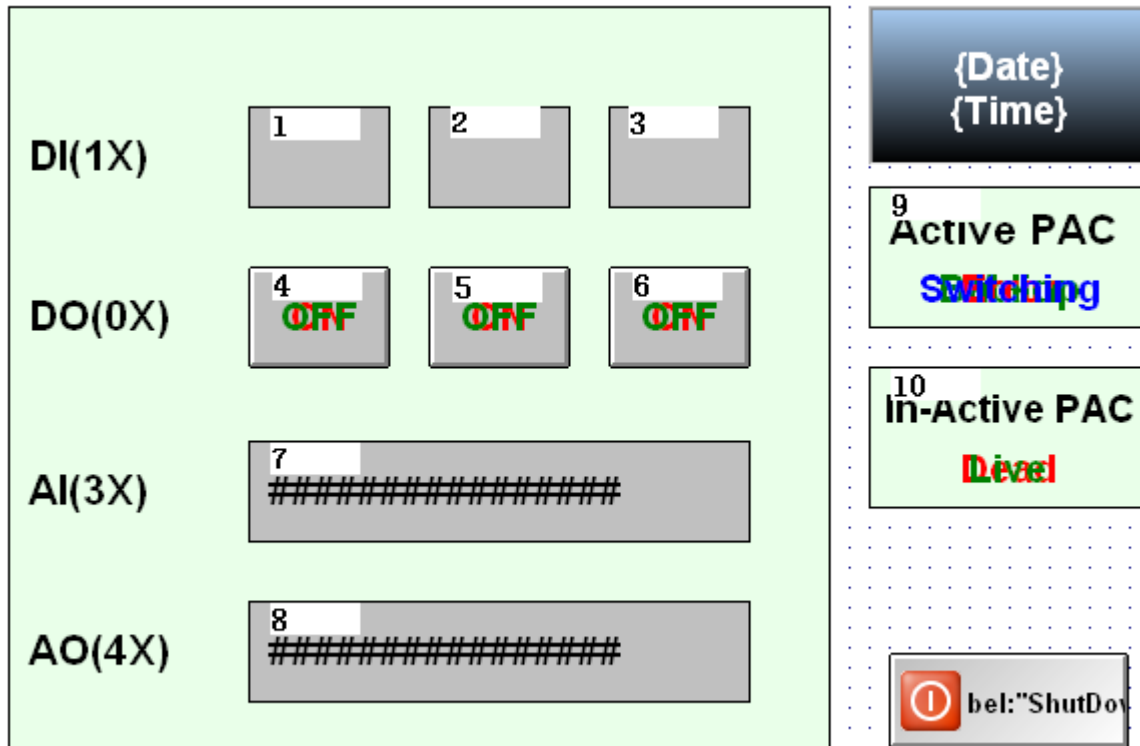 {Date}
{Time}
DI(1X)
1
2
3
DO(0X)
4
5
6
9
Active PAC
Switching
AI(3X)
7
################
10
In-Active PAC
AO(4X)
8
################
bel:"ShutDov